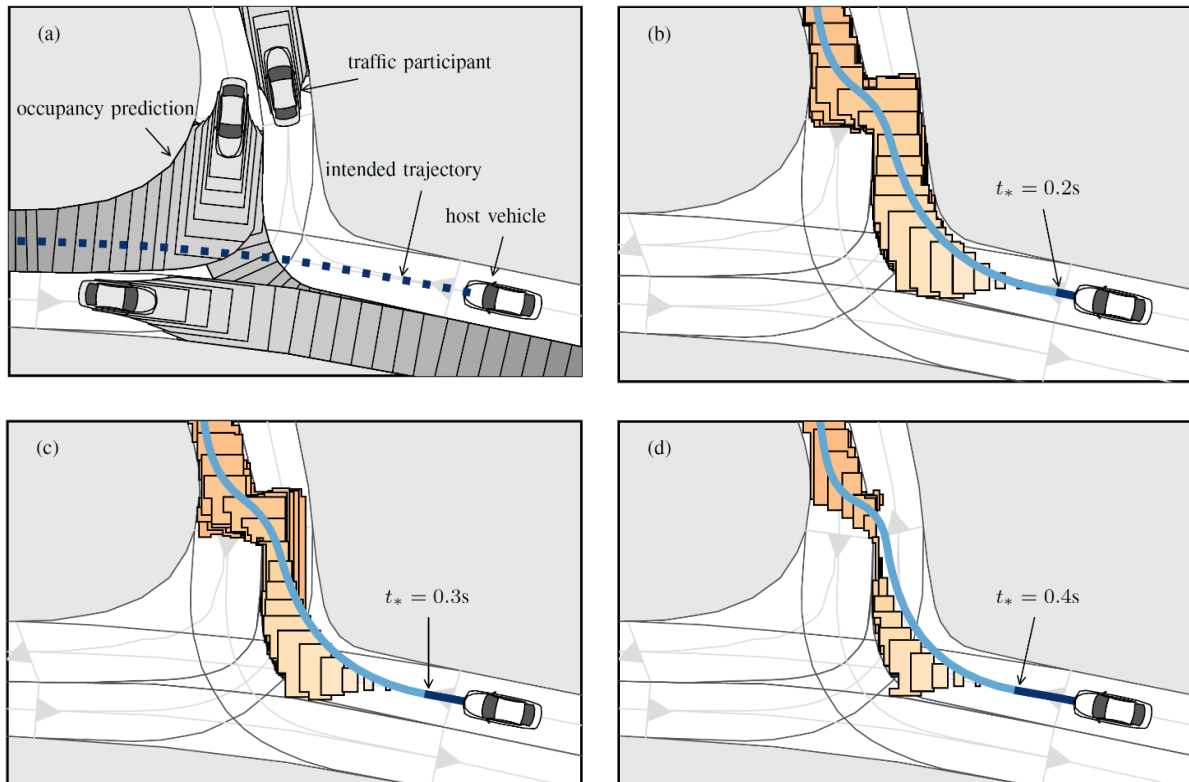 (a)
traffic participant
occupancy prediction
intended trajectory
host vehicle
(b)
t* = 0.2s
(c)
t* = 0.3s
(d)
t* = 0.4s